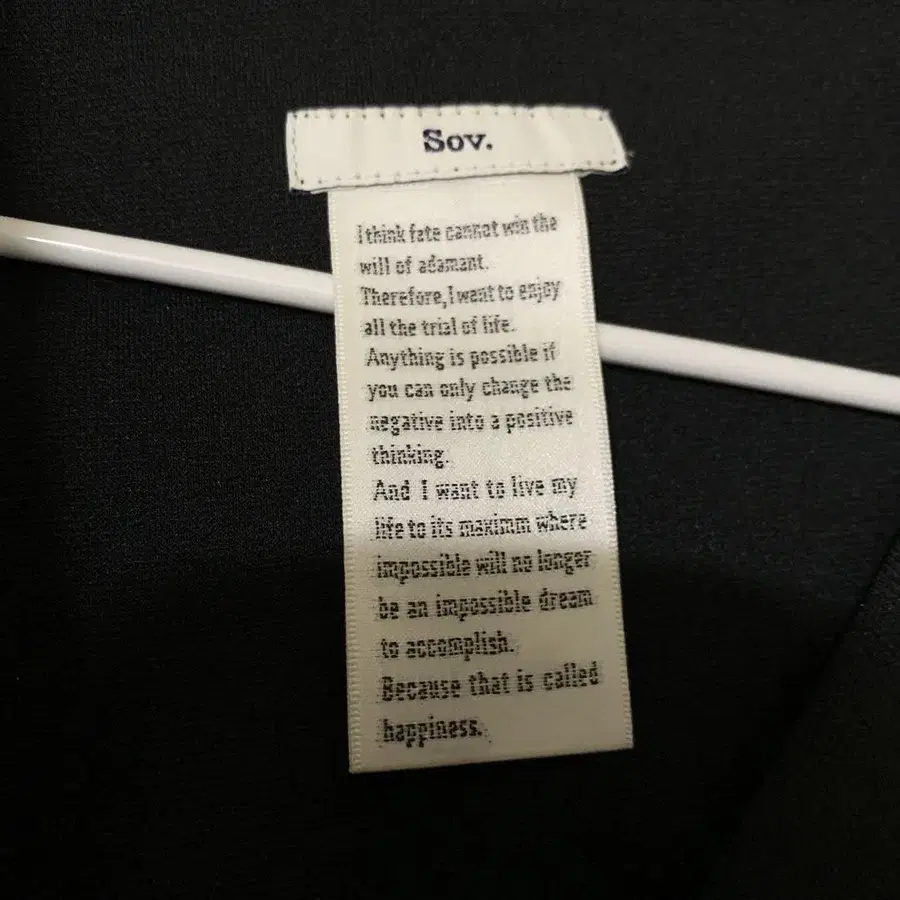 Sov.
I think fate cannot win the
will of adamant.
Therefore, I want to enjoy
all the trial of life.
Anything is possible if
you can only change the
negative into a positive
thinking.
And I want to live my
life to its maximm where
impossible will no longer
be an impossible dream
to accomplish.
Because that is called
happiness.